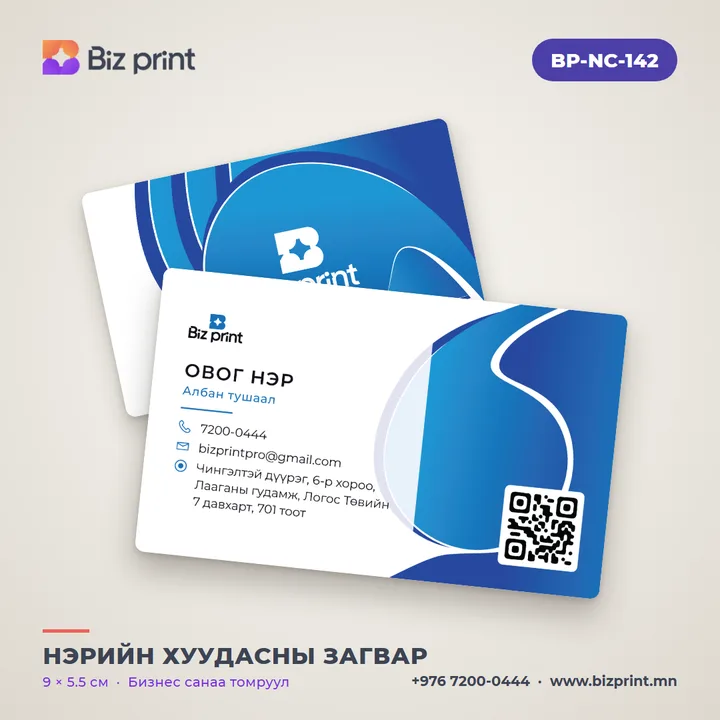 Biz print
BP-NC-142
print
Biz print
ОВОГ НЭР
Албан тушаал
7200-0444
bizprintpro@gmail.com
Чингэлтэй дүүрэг, 6-р хороо,
Лааганы гудамж, Логос Төвийн
7 давхарт, 701 тоот
НЭРИЙН ХУУДАСНЫ ЗАГВАР
9 × 5.5 см · Бизнес санаа томруул
+976 7200-0444 · www.bizprint.mn